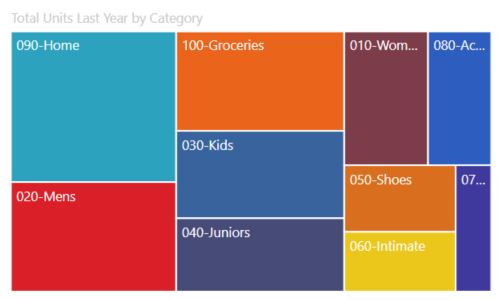 Total Units Last Year by Category
090-Home
100-Groceries
010-Wom...
080-Ac...
030-Kids
020-Mens
050-Shoes
07...
040-Juniors
060-Intimate